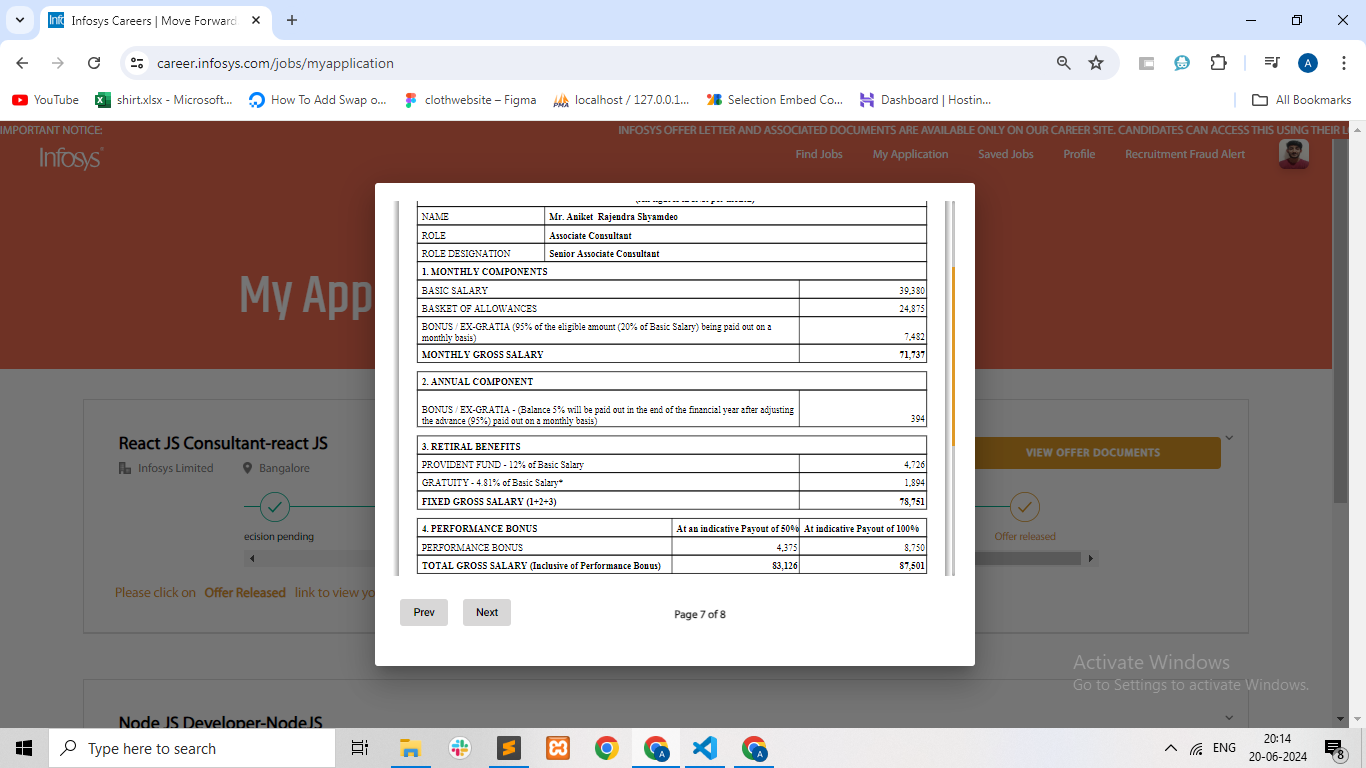 Infosys Careers | Move Forward
career.infosys.com/jobs/myapplication
A
YouTube
shirt.xlsx - Microsoft...
How To Add Swap o...
clothwebsite – Figma
localhost / 127.0.0.1...
Selection Embed Co...
Dashboard | Hostin...
All Bookmarks
IMPORTANT NOTICE:
INFOSYS OFFER LETTER AND ASSOCIATED DOCUMENTS ARE AVAILABLE ONLY ON OUR CAREER SITE. CANDIDATES CAN ACCESS THIS USING THEIR
Infosys
Find Jobs
My Application
Saved Jobs
Profile
Recruitment Fraud Alert
My App
NAME Mr. Aniket Rajendra Shyamdeo
ROLE Associate Consultant
ROLE DESIGNATION Senior Associate Consultant
1. MONTHLY COMPONENTS
BASIC SALARY 39,380
BASKET OF ALLOWANCES 24,875
BONUS / EX-GRATIA (95% of the eligible amount (20% of Basic Salary) being paid out on a
monthly basis) 7,482
MONTHLY GROSS SALARY 71,737
2. ANNUAL COMPONENT
BONUS / EX-GRATIA - (Balance 5% will be paid out in the end of the financial year after adjusting
the advance (95%) paid out on a monthly basis) 394
3. RETIRAL BENEFITS
PROVIDENT FUND - 12% of Basic Salary 4,726
GRATUITY - 4.81% of Basic Salary* 1,894
FIXED GROSS SALARY (1+2+3) 78,751
4. PERFORMANCE BONUS At an indicative Payout of 50% At indicative Payout of 100%
PERFORMANCE BONUS 4,375 8,750
TOTAL GROSS SALARY (Inclusive of Performance Bonus) 83,126 87,501
Prev
Next
Page 7 of 8
React JS Consultant-react JS
Infosys Limited
Bangalore
VIEW OFFER DOCUMENTS
ecision pending
Offer released
Please click on Offer Released link to view yo
Node JS Developer-NodeJS
Activate Windows
Go to Settings to activate Windows.
Type here to search
A
A
ENG
20:14
20-06-2024
8